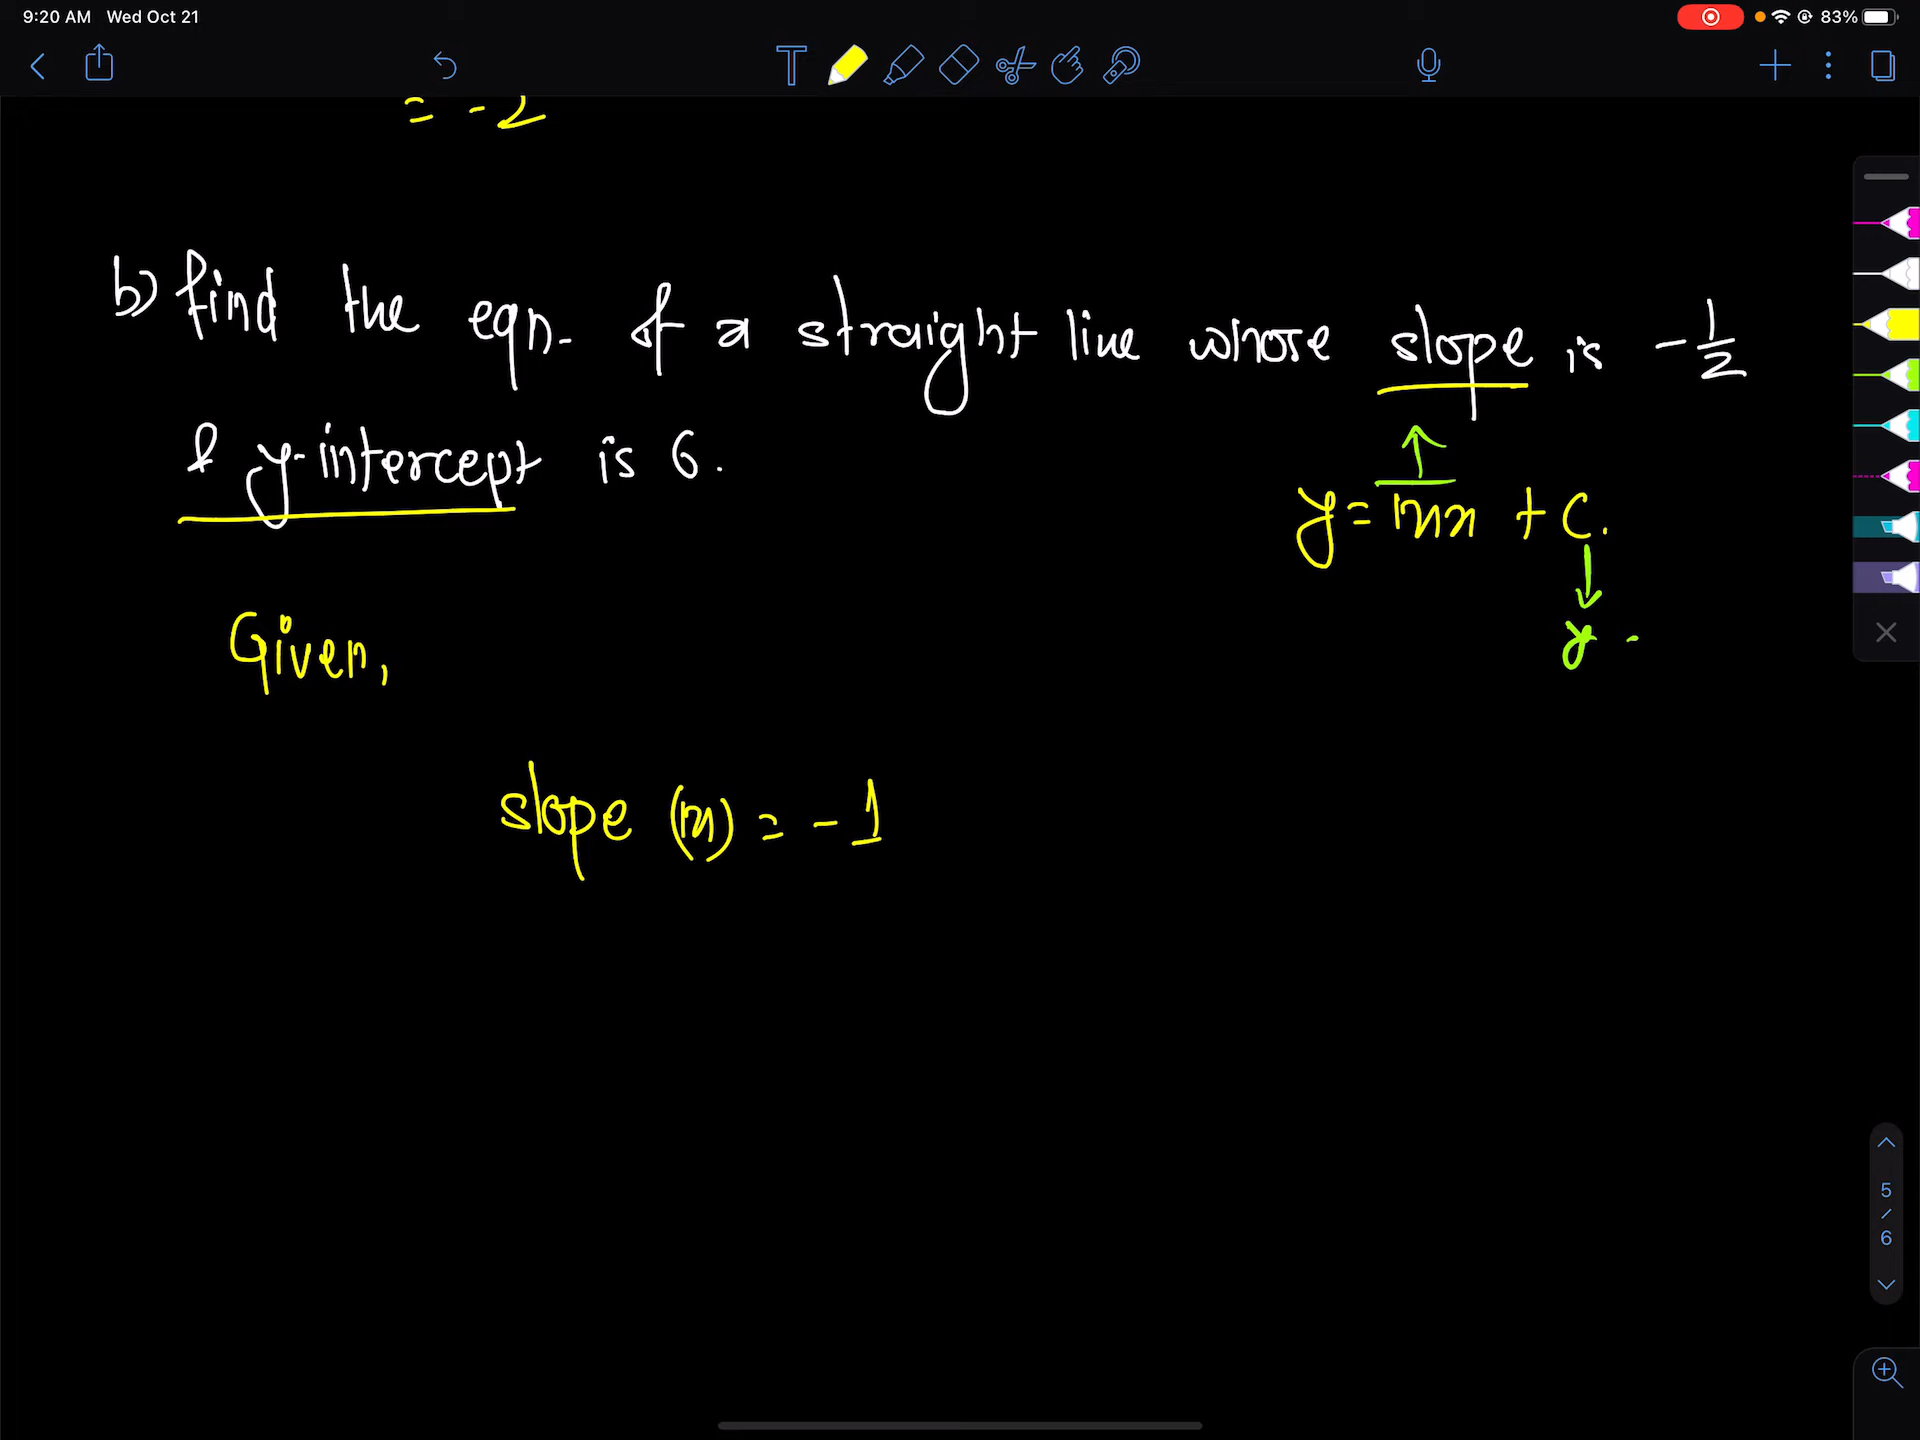 9:20 AM Wed Oct 21
83%
= -2
b) find the eqn. of a straight line whose slope is -1/2
& y-intercept is 6.
y = mx + c.
y -
Given,
slope (m) = -1
5
/
6